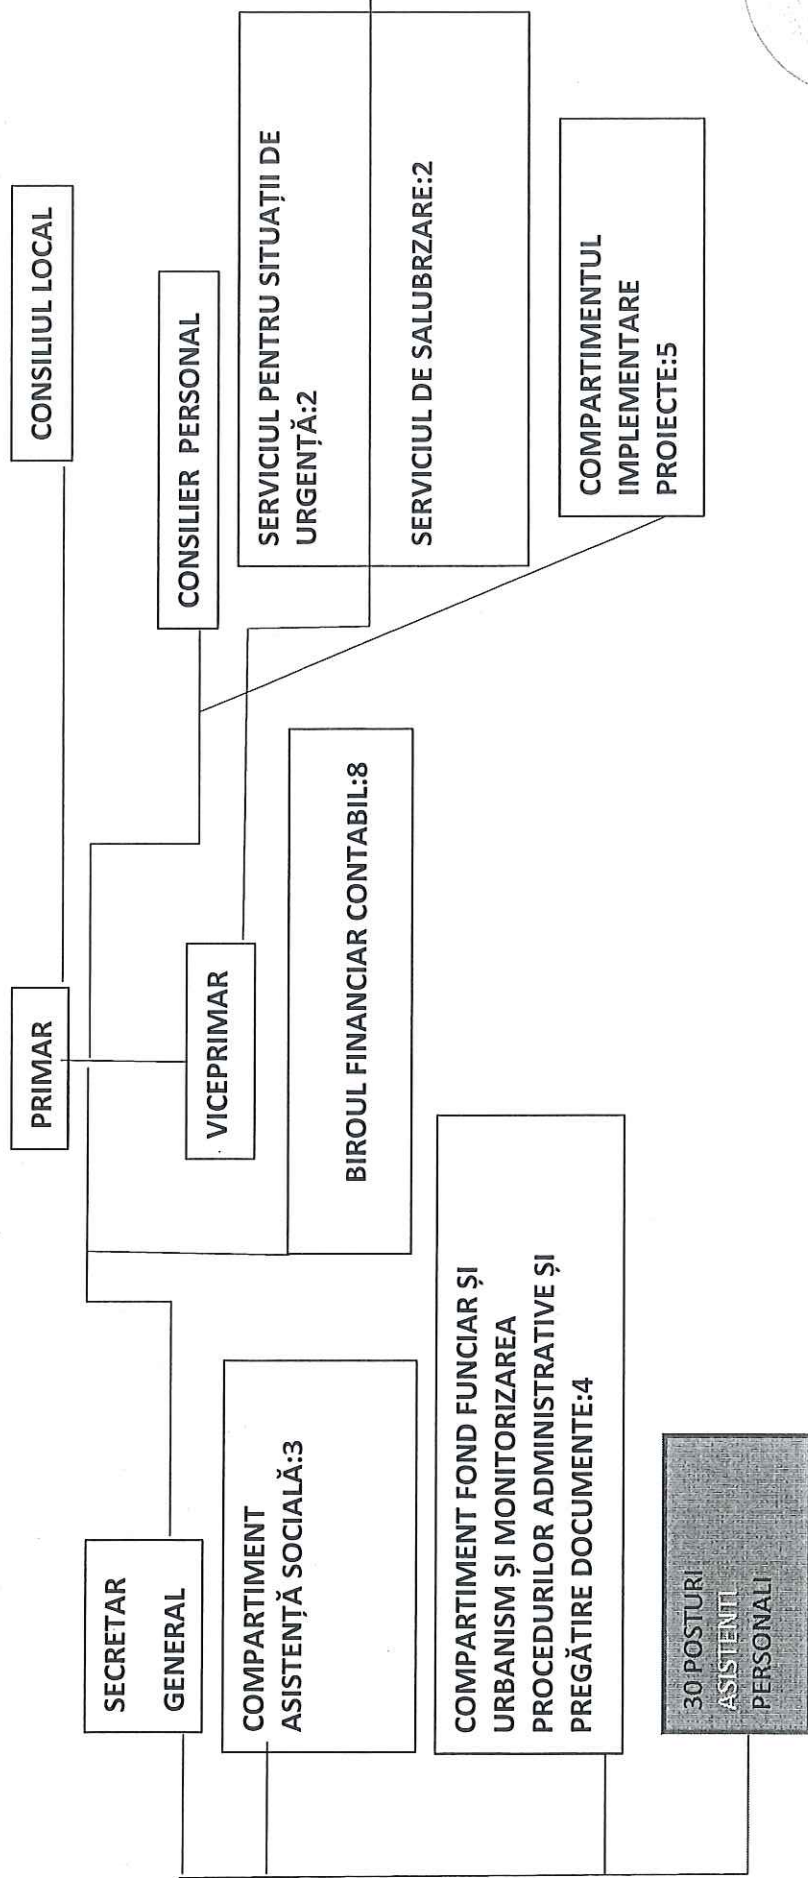 CONSILIUL LOCAL
PRIMAR
CONSILIER PERSONAL
VICEPRIMAR
SECRETAR
GENERAL
SERVICIUL PENTRU SITUAȚII DE
URGENȚĂ:2
SERVICIUL DE SALUBRZARE:2
BIROUL FINANCIAR CONTABIL:8
COMPARTIMENT
ASISTENȚĂ SOCIALĂ:3
COMPARTIMENTUL
IMPLEMENTARE
PROIECTE:5
COMPARTIMENT FOND FUNCIAR ȘI
URBANISM ȘI MONITORIZAREA
PROCEDURILOR ADMINISTRATIVE ȘI
PREGĂTIRE DOCUMENTE:4
30 POSTURI
ASISTENTI
PERSONALI